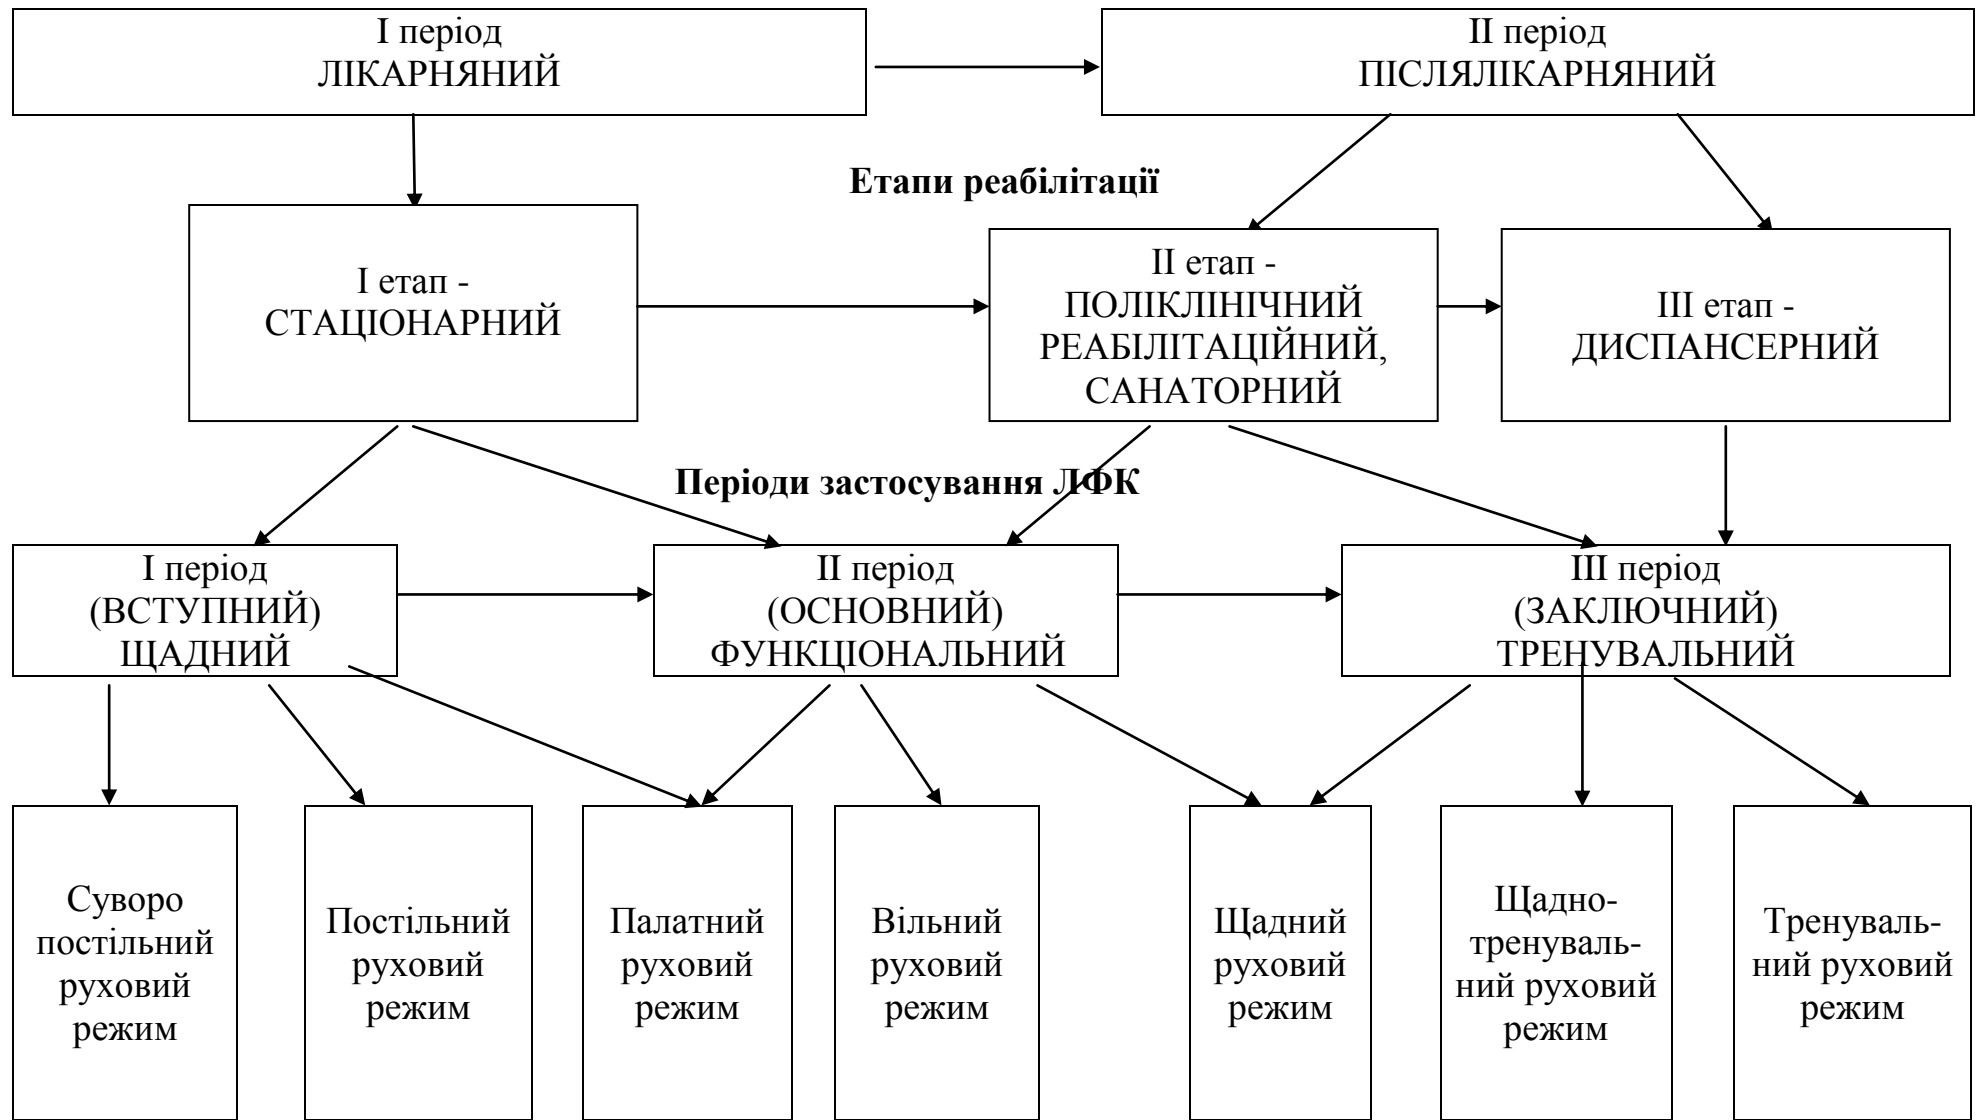 І період
ЛІКАРНЯНИЙ
ІІ період
ПІСЛЯЛІКАРНЯНИЙ
Етапи реабілітації
І етап -
СТАЦІОНАРНИЙ
ІІ етап -
ПОЛІКЛІНІЧНИЙ
РЕАБІЛІТАЦІЙНИЙ,
САНАТОРНИЙ
ІІІ етап -
ДИСПАНСЕРНИЙ
Періоди застосування ЛФК
І період
(ВСТУПНИЙ)
ЩАДНИЙ
ІІ період
(ОСНОВНИЙ)
ФУНКЦІОНАЛЬНИЙ
ІІІ період
(ЗАКЛЮЧНИЙ)
ТРЕНУВАЛЬНИЙ
Суворо
постільний
руховий
режим
Постільний
руховий
режим
Палатний
руховий
режим
Вільний
руховий
режим
Щадний
руховий
режим
Щадно-
тренуваль-
ний руховий
режим
Тренуваль-
ний руховий
режим